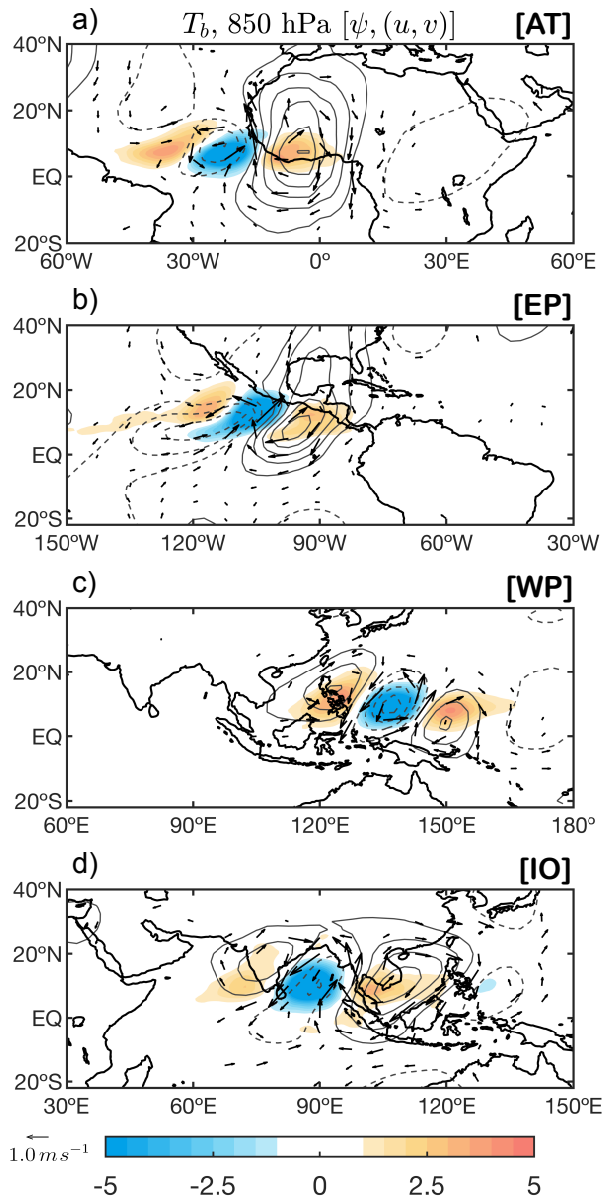 a) T_b, 850 hPa [ψ, (u, v)] [AT]
40ᵒN
20ᵒN
EQ
20ᵒS
60ᵒW 30ᵒW 0ᵒ 30ᵒE 60ᵒE
b) [EP]
40ᵒN
20ᵒN
EQ
20ᵒS
150ᵒW 120ᵒW 90ᵒW 60ᵒW 30ᵒW
c) [WP]
40ᵒN
20ᵒN
EQ
20ᵒS
60ᵒE 90ᵒE 120ᵒE 150ᵒE 180ᵒ
d) [IO]
40ᵒN
20ᵒN
EQ
20ᵒS
30ᵒE 60ᵒE 90ᵒE 120ᵒE 150ᵒE
1.0 m s⁻¹
-5 -2.5 0 2.5 5